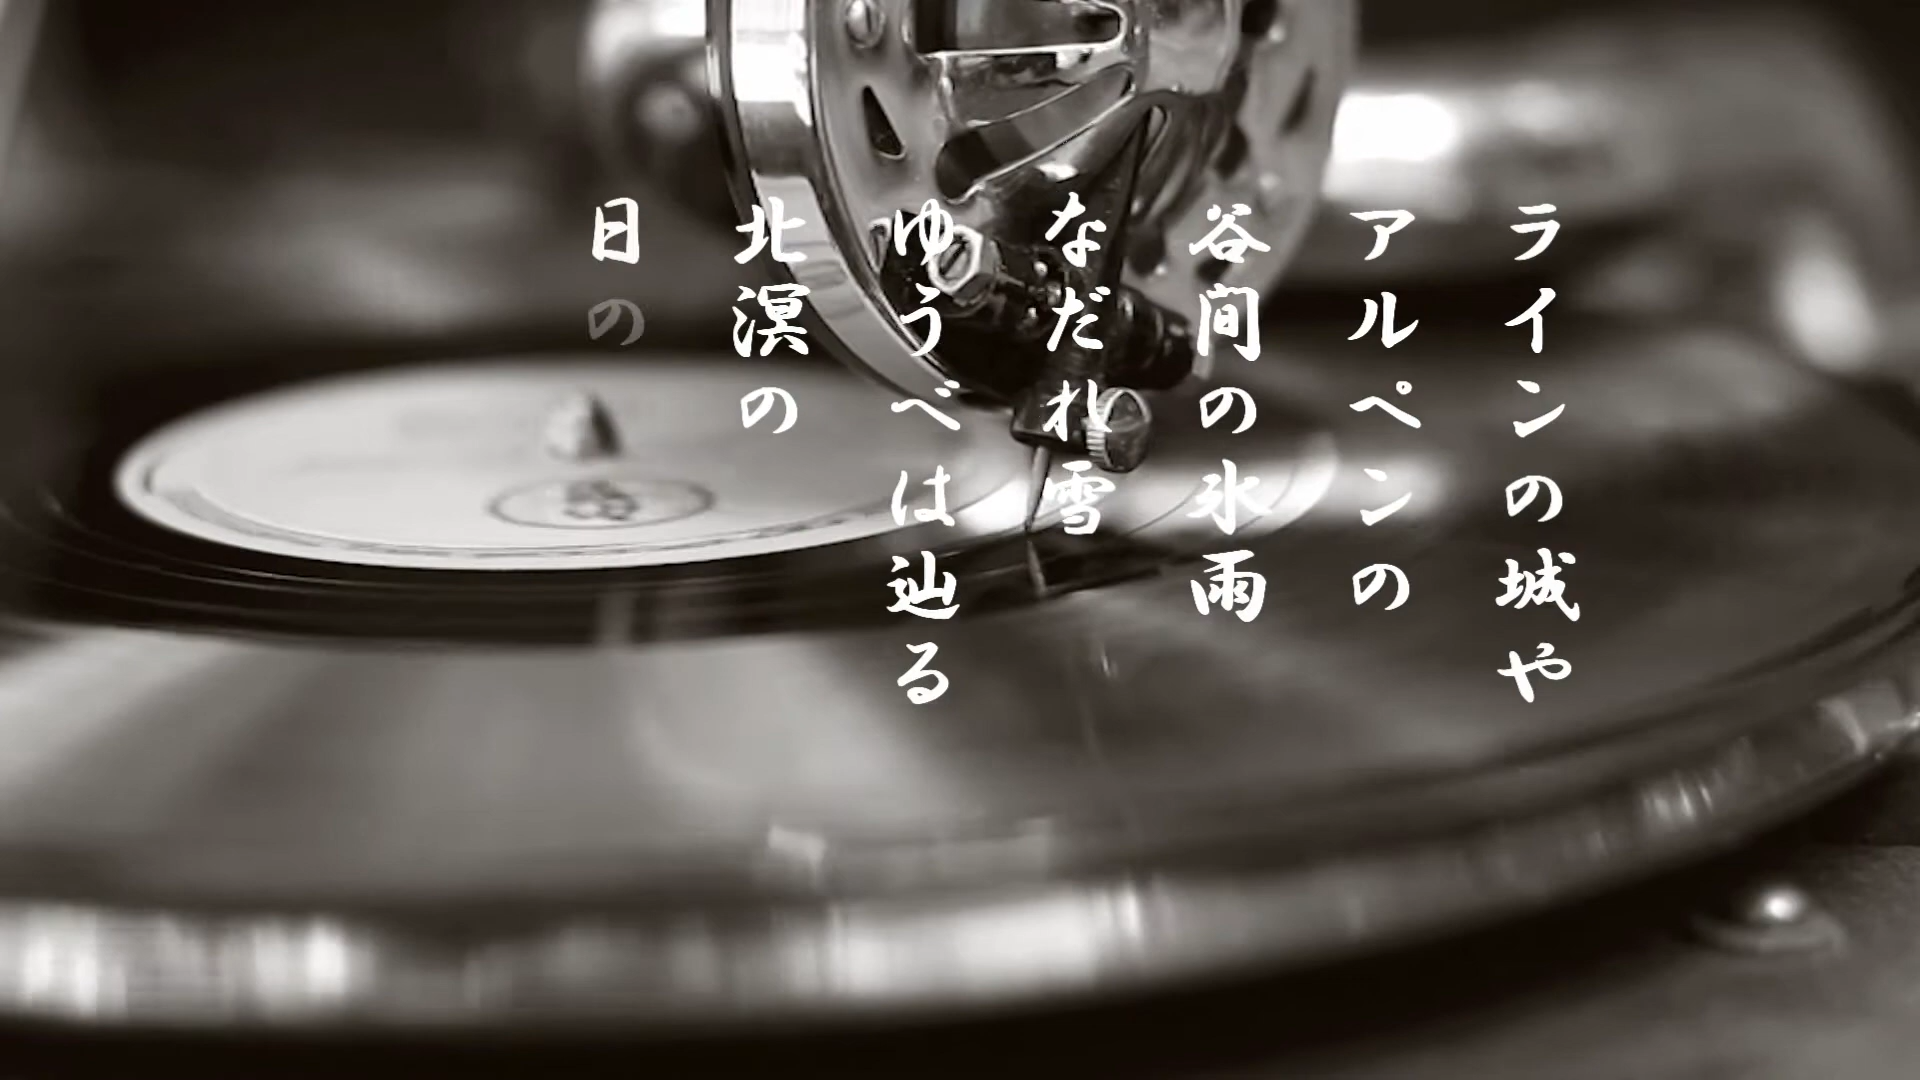 ラインの城や
アルペンの
谷間の氷雨
なだれ雪
ゆうべは辿る
北溟の
日の